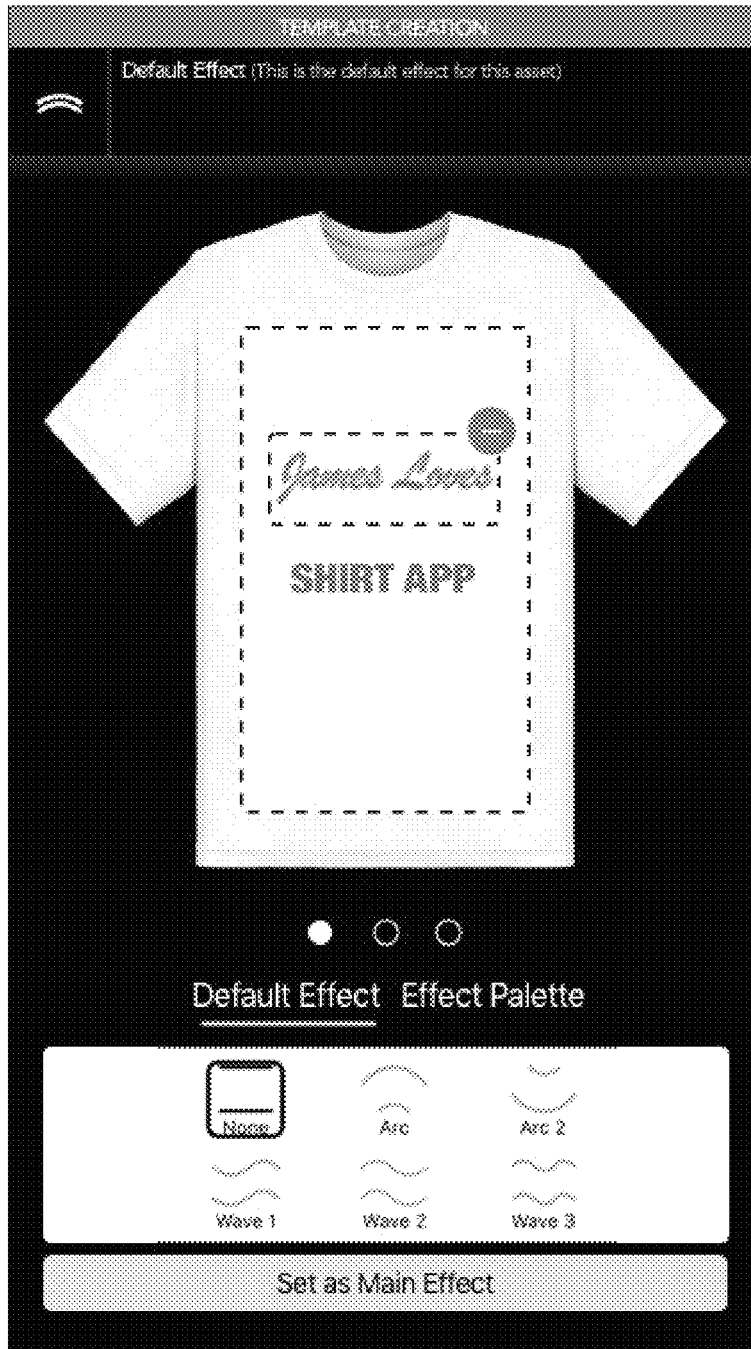 TEMPLATE CREATION
Default Effect (This is the default effect for this asset)
James Loves
SHIRT APP
Default Effect Effect Palette
None Arc Arc 2
Wave 1 Wave 2 Wave 3
Set as Main Effect